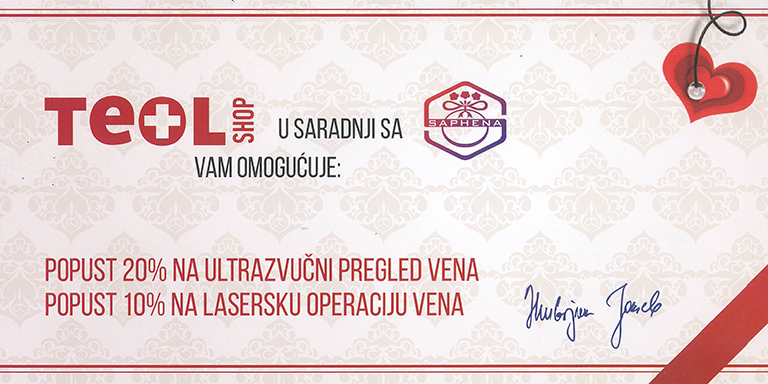 TEOL SHOP U SARADNJI SA SAPHENA
VAM OMOGUĆUJE:
POPUST 20% NA ULTRAZVUČNI PREGLED VENA
POPUST 10% NA LASERSKU OPERACIJU VENA